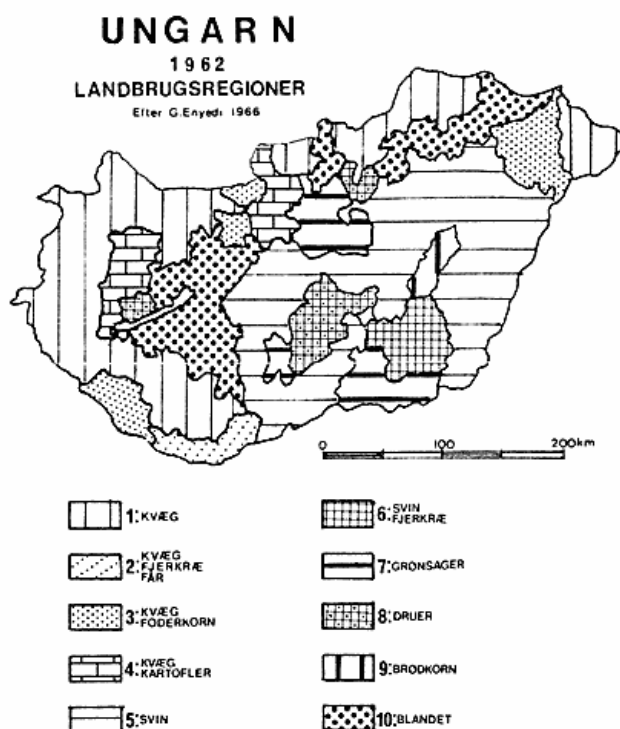 UNGARN
1962
LANDBRUGSREGIONER
Efter G.Enyedi 1966
0 100 200km
1: KVÆG
2: KVÆG
FJERKRÆ
FÅR
3: KVÆG
FODERKORN
4: KVÆG
KARTOFLER
5: SVIN
6: SVIN
FJERKRÆ
7: GRØNSAGER
8: DRUER
9: BRØDKORN
10: BLANDET